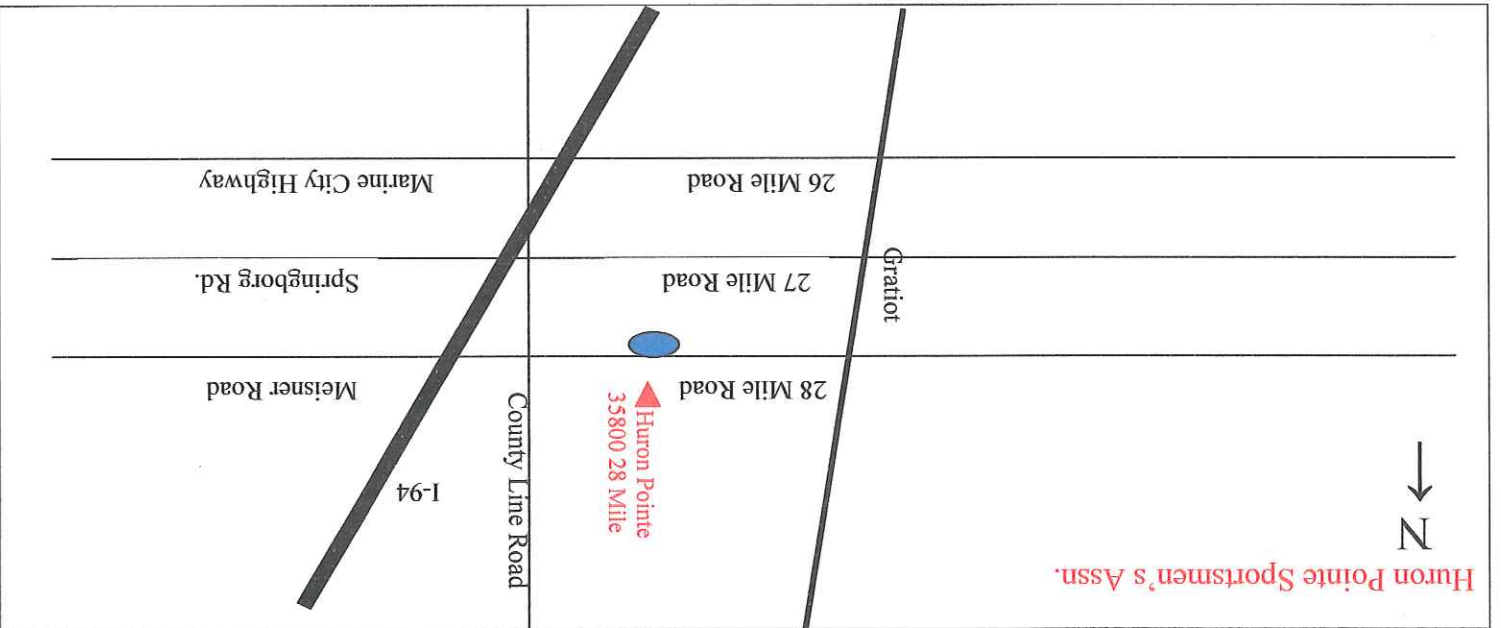 Huron Pointe Sportsmen's Assn.
N
I-94
County Line Road
Huron Pointe
35800 28 Mile
28 Mile Road
Meisner Road
Gratiot
27 Mile Road
Springborg Rd.
26 Mile Road
Marine City Highway